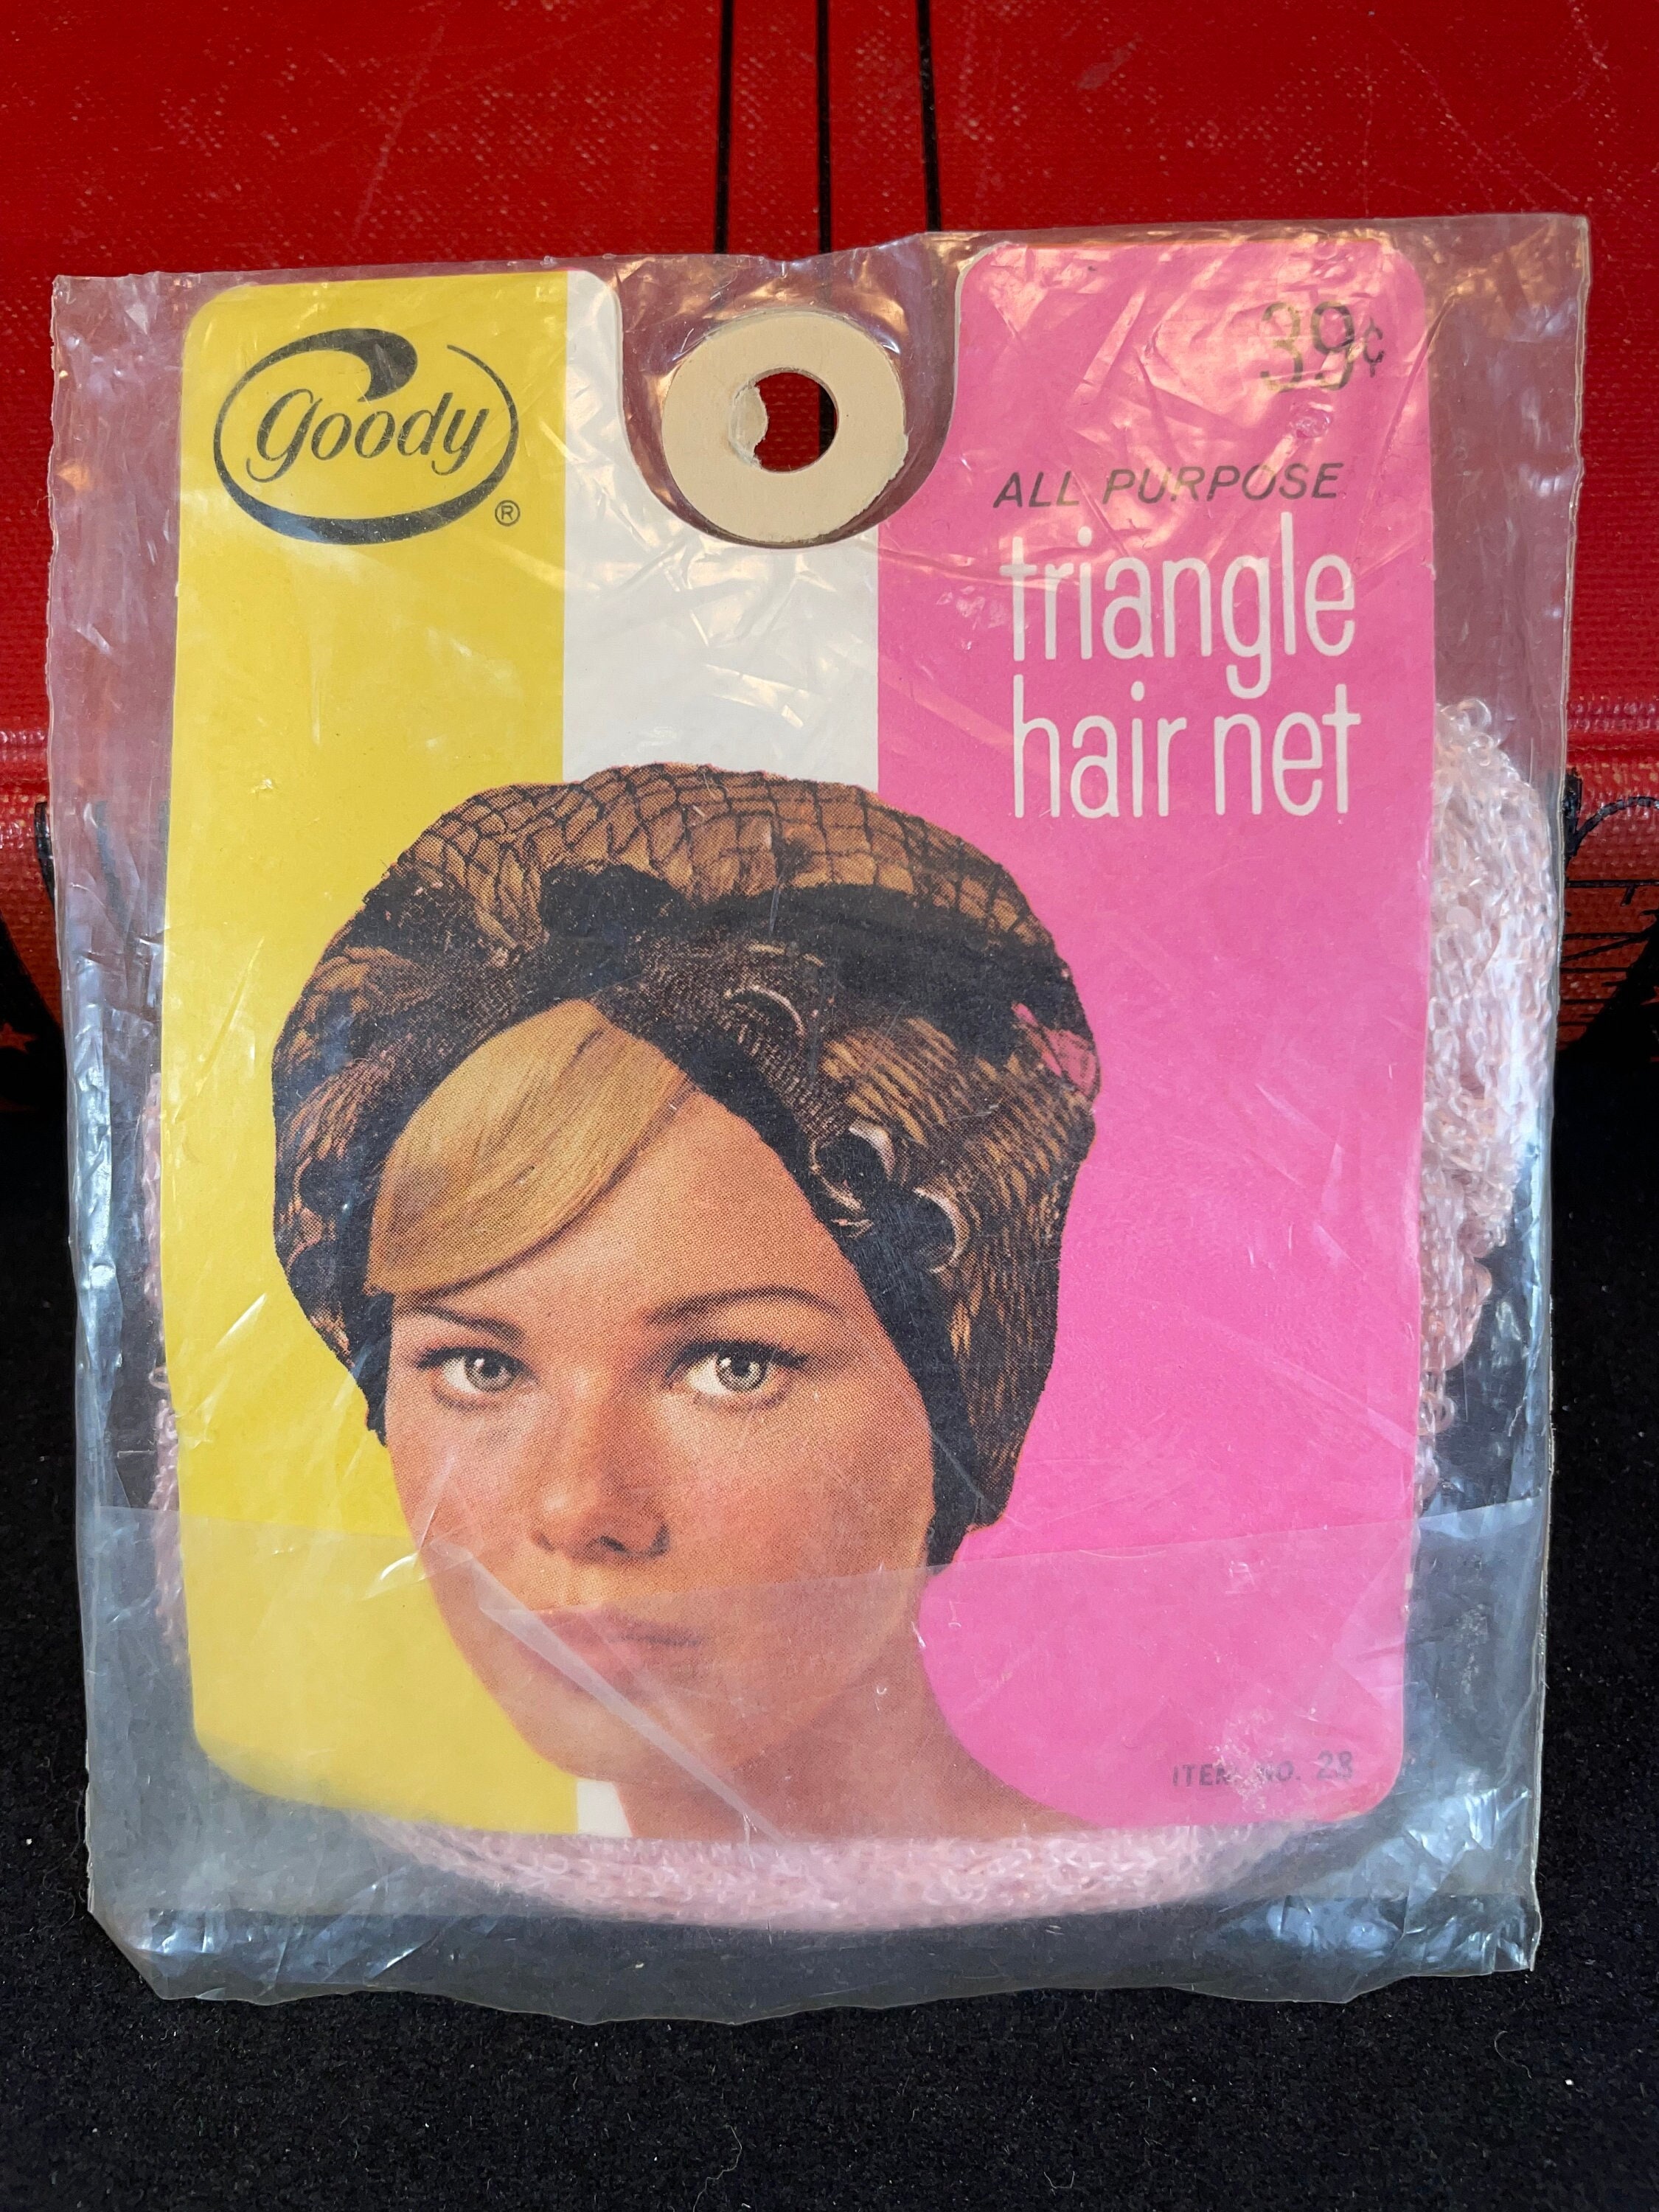 goody
®
39¢
ALL PURPOSE
triangle
hair net
ITEM NO. 28